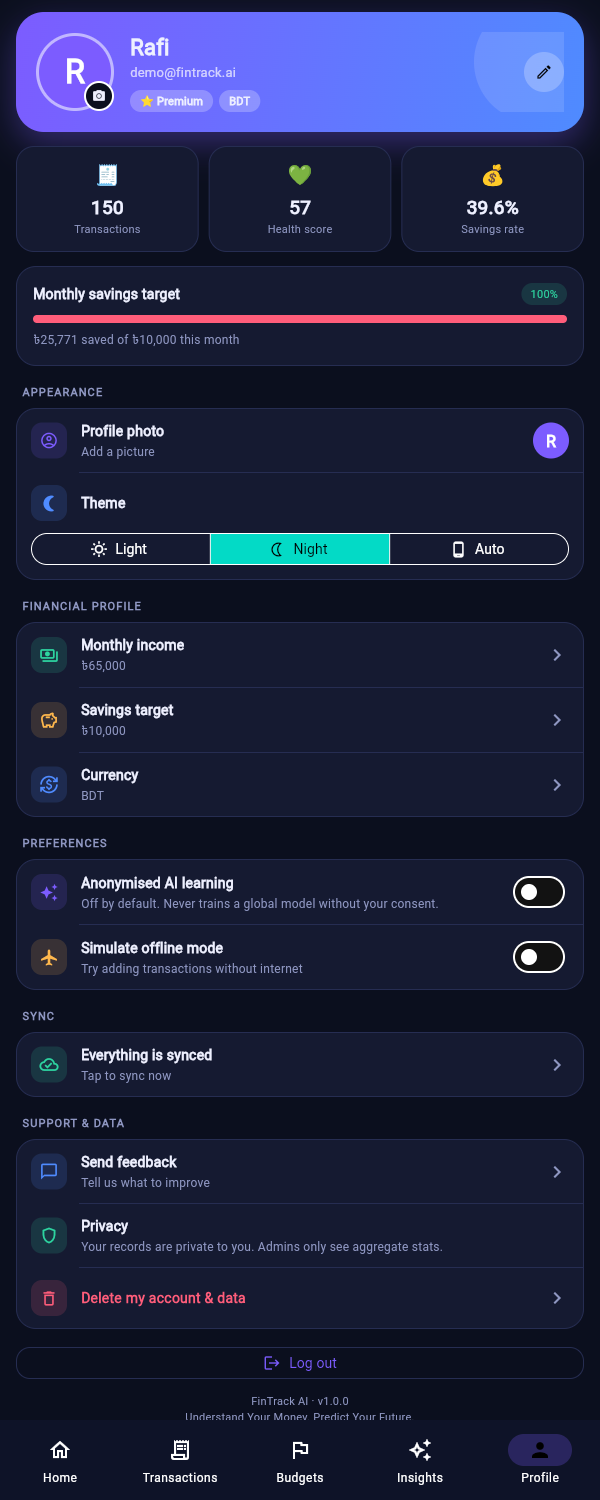 Rafi
R
demo@fintrack.ai
⭐ Premium BDT
150 57 39.6%
Transactions Health score Savings rate
Monthly savings target 100%
৳25,771 saved of ৳10,000 this month
APPEARANCE
Profile photo
Add a picture
R
Theme
Light Night Auto
FINANCIAL PROFILE
Monthly income
৳65,000
Savings target
৳10,000
Currency
BDT
PREFERENCES
Anonymised AI learning
Off by default. Never trains a global model without your consent.
Simulate offline mode
Try adding transactions without internet
SYNC
Everything is synced
Tap to sync now
SUPPORT & DATA
Send feedback
Tell us what to improve
Privacy
Your records are private to you. Admins only see aggregate stats.
Delete my account & data
Log out
FinTrack AI · v1.0.0
Understand Your Money. Predict Your Future
Home Transactions Budgets Insights Profile